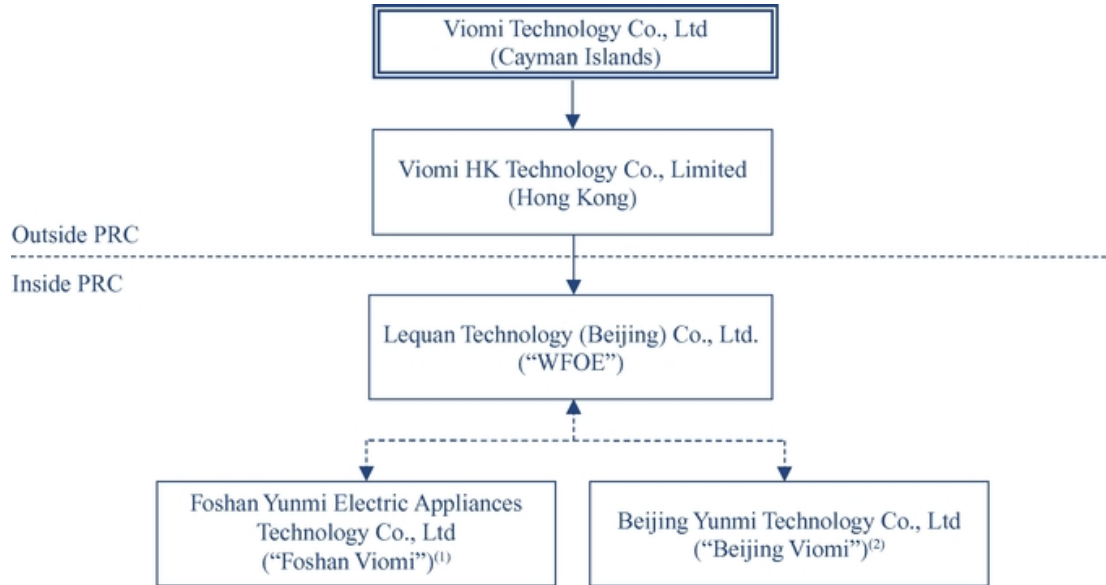 Viomi Technology Co., Ltd
(Cayman Islands)
Viomi HK Technology Co., Limited
(Hong Kong)
Outside PRC
Inside PRC
Lequan Technology (Beijing) Co., Ltd.
(“WFOE”)
Foshan Yunmi Electric Appliances
Technology Co., Ltd
(“Foshan Viomi”)(1)
Beijing Yunmi Technology Co., Ltd
(“Beijing Viomi”)(2)